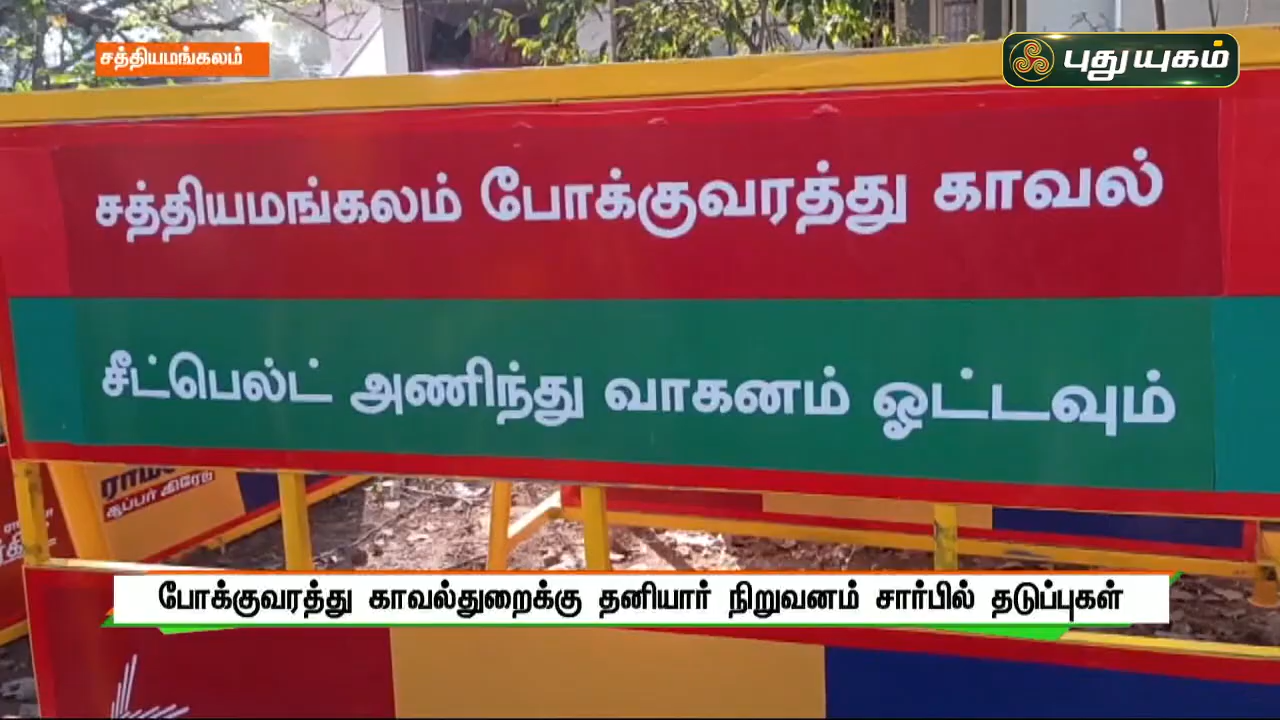 சத்தியமங்கலம்
புதுயுகம்
சத்தியமங்கலம் போக்குவரத்து காவல்
சீட்பெல்ட் அணிந்து வாகனம் ஓட்டவும்
போக்குவரத்து காவல்துறைக்கு தனியார் நிறுவனம் சார்பில் தடுப்புகள்